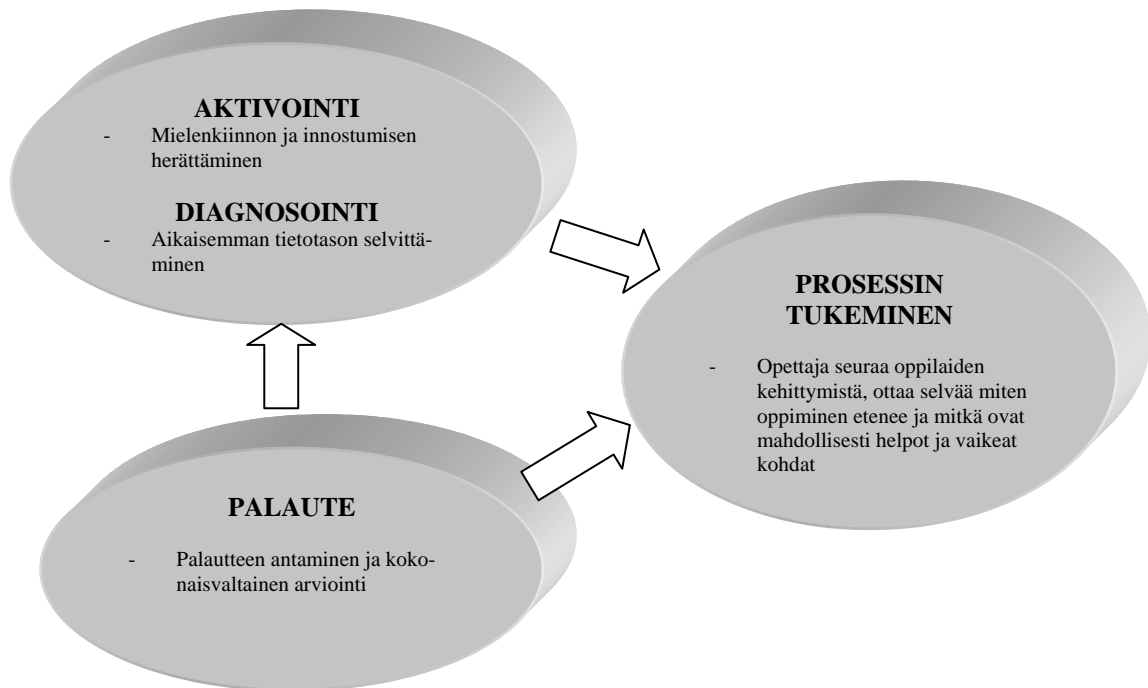 AKTIVOINTI
- Mielenkiinnon ja innostumisen
herättäminen
DIAGNOSOINTI
- Aikaisemman tietotason selvittä-
minen
PROSESSIN
TUKEMINEN
- Opettaja seuraa oppilaiden
kehittymistä, ottaa selvää miten
oppiminen etenee ja mitkä ovat
mahdollisesti helpot ja vaikeat
kohdat
PALAUTE
- Palautteen antaminen ja koko-
naisvaltainen arviointi